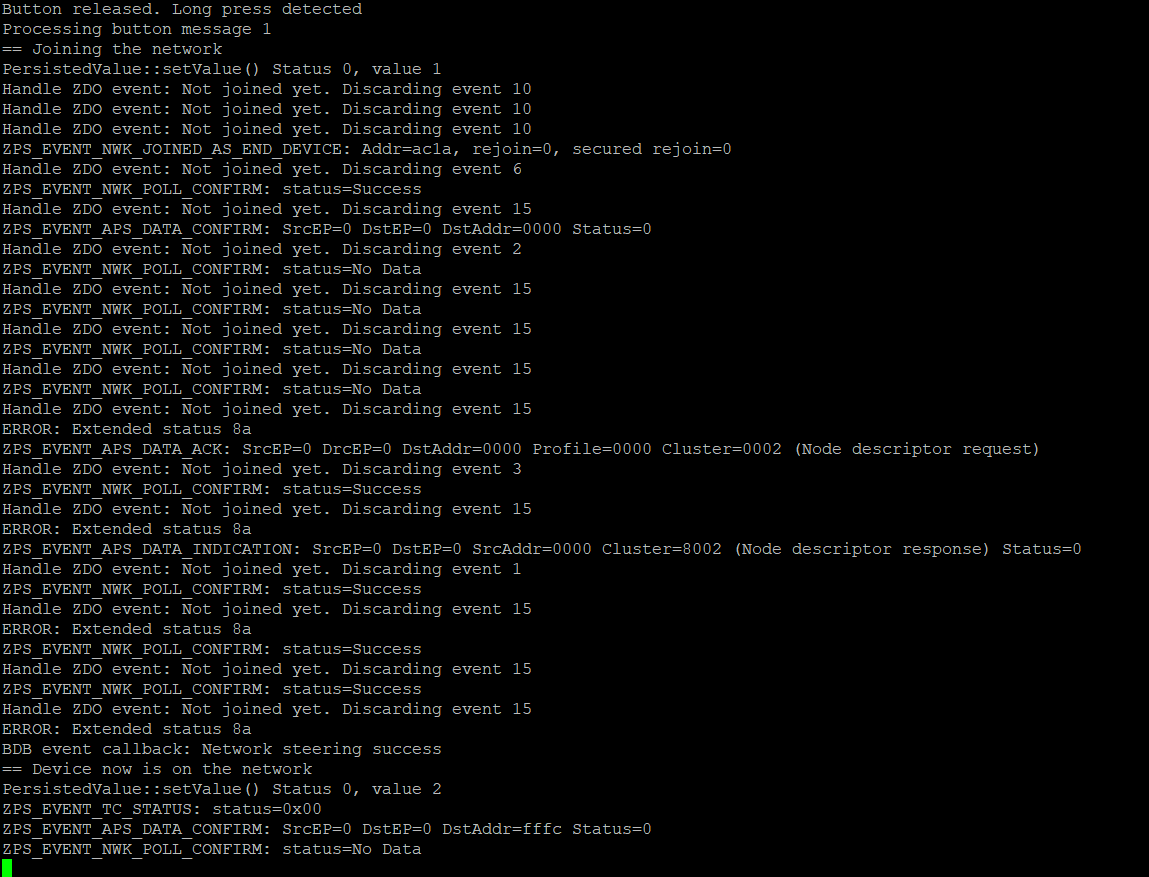 Button released. Long press detected
Processing button message 1
== Joining the network
PersistedValue::setValue() Status 0, value 1
Handle ZDO event: Not joined yet. Discarding event 10
Handle ZDO event: Not joined yet. Discarding event 10
Handle ZDO event: Not joined yet. Discarding event 10
ZPS_EVENT_NWK_JOINED_AS_END_DEVICE: Addr=ac1a, rejoin=0, secured rejoin=0
Handle ZDO event: Not joined yet. Discarding event 6
ZPS_EVENT_NWK_POLL_CONFIRM: status=Success
Handle ZDO event: Not joined yet. Discarding event 15
ZPS_EVENT_APS_DATA_CONFIRM: SrcEP=0 DstEP=0 DstAddr=0000 Status=0
Handle ZDO event: Not joined yet. Discarding event 2
ZPS_EVENT_NWK_POLL_CONFIRM: status=No Data
Handle ZDO event: Not joined yet. Discarding event 15
ZPS_EVENT_NWK_POLL_CONFIRM: status=No Data
Handle ZDO event: Not joined yet. Discarding event 15
ZPS_EVENT_NWK_POLL_CONFIRM: status=No Data
Handle ZDO event: Not joined yet. Discarding event 15
ZPS_EVENT_NWK_POLL_CONFIRM: status=No Data
Handle ZDO event: Not joined yet. Discarding event 15
ERROR: Extended status 8a
ZPS_EVENT_APS_DATA_ACK: SrcEP=0 DrcEP=0 DstAddr=0000 Profile=0000 Cluster=0002 (Node descriptor request)
Handle ZDO event: Not joined yet. Discarding event 3
ZPS_EVENT_NWK_POLL_CONFIRM: status=Success
Handle ZDO event: Not joined yet. Discarding event 15
ERROR: Extended status 8a
ZPS_EVENT_APS_DATA_INDICATION: SrcEP=0 DstEP=0 SrcAddr=0000 Cluster=8002 (Node descriptor response) Status=0
Handle ZDO event: Not joined yet. Discarding event 1
ZPS_EVENT_NWK_POLL_CONFIRM: status=Success
Handle ZDO event: Not joined yet. Discarding event 15
ERROR: Extended status 8a
ZPS_EVENT_NWK_POLL_CONFIRM: status=Success
Handle ZDO event: Not joined yet. Discarding event 15
ZPS_EVENT_NWK_POLL_CONFIRM: status=Success
Handle ZDO event: Not joined yet. Discarding event 15
ERROR: Extended status 8a
BDB event callback: Network steering success
== Device now is on the network
PersistedValue::setValue() Status 0, value 2
ZPS_EVENT_TC_STATUS: status=0x00
ZPS_EVENT_APS_DATA_CONFIRM: SrcEP=0 DstEP=0 DstAddr=fffc Status=0
ZPS_EVENT_NWK_POLL_CONFIRM: status=No Data